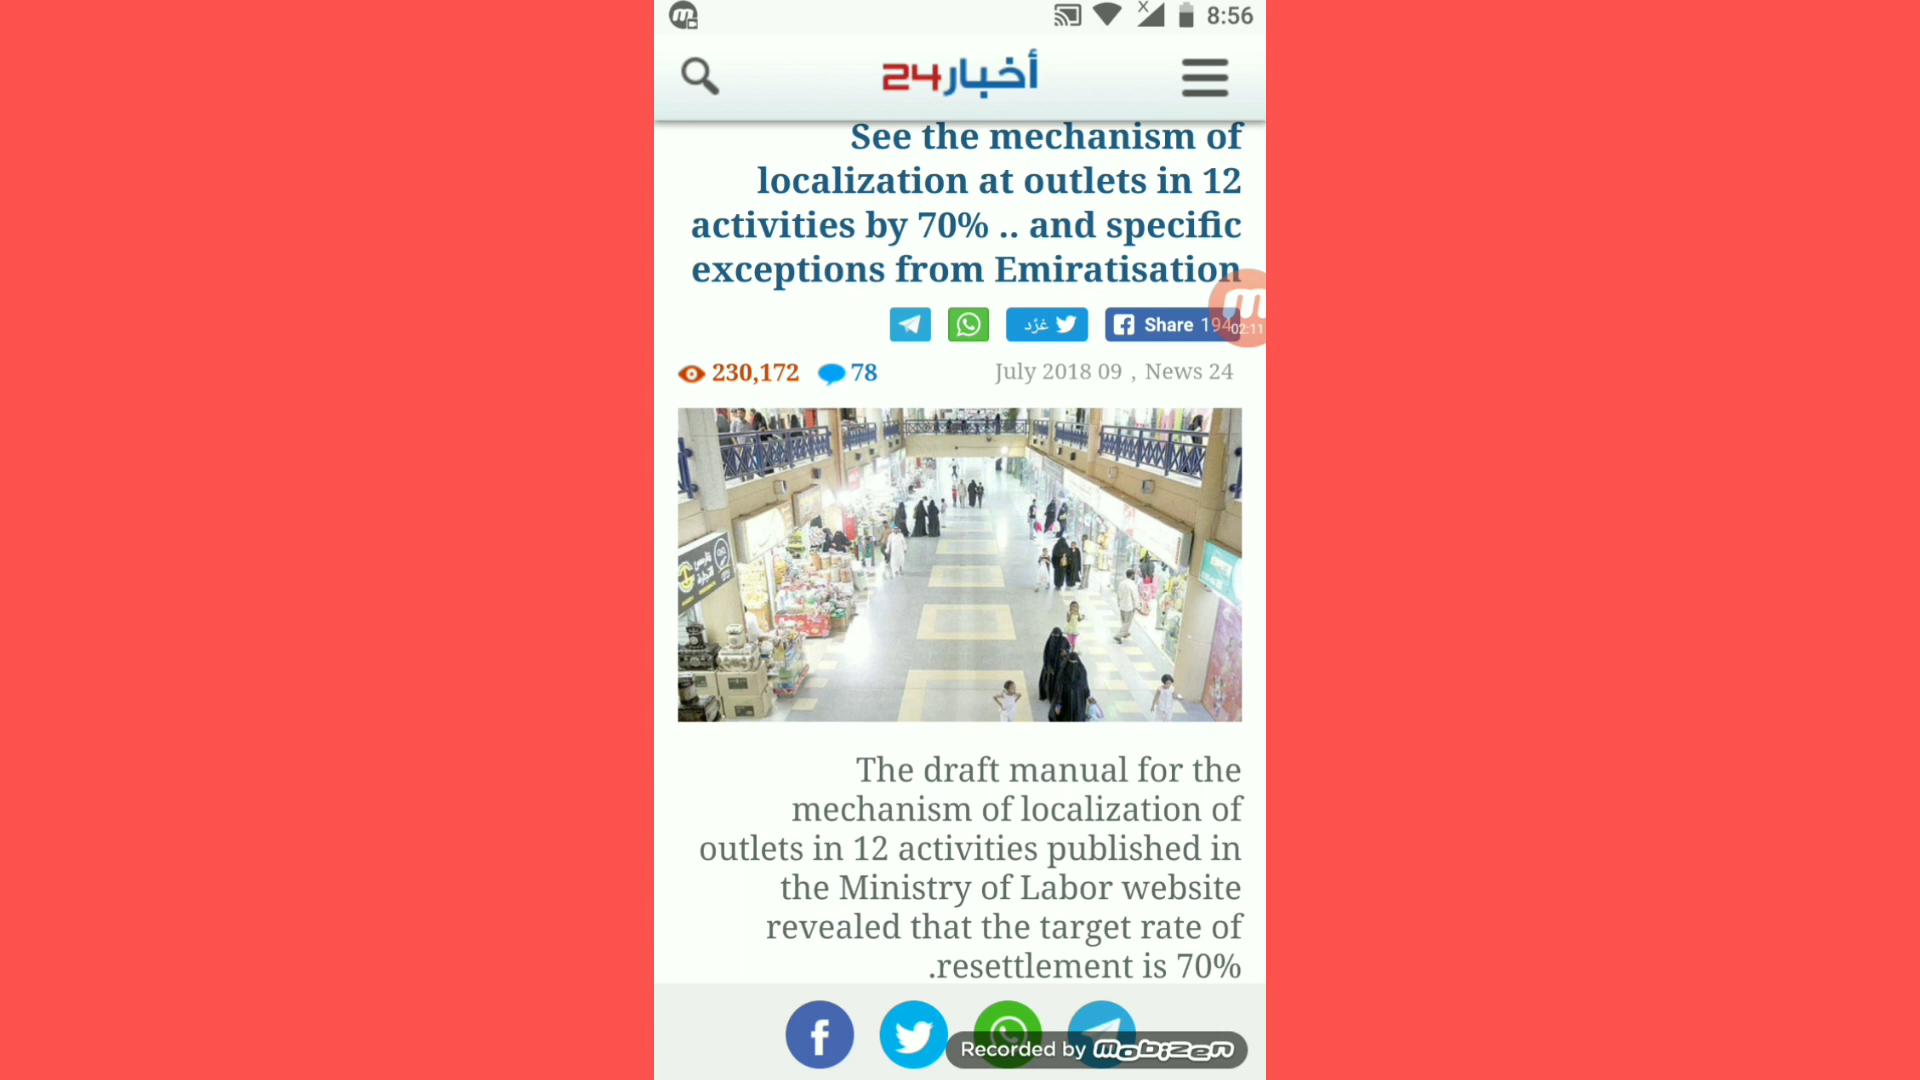 8:56
أخبار24
See the mechanism of
localization at outlets in 12
activities by 70% .. and specific
exceptions from Emiratisation
غرّد
Share 194
02:11
230,172
78
July 2018 09 , News 24
The draft manual for the
mechanism of localization of
outlets in 12 activities published in
the Ministry of Labor website
revealed that the target rate of
.resettlement is 70%
Recorded by mobizen